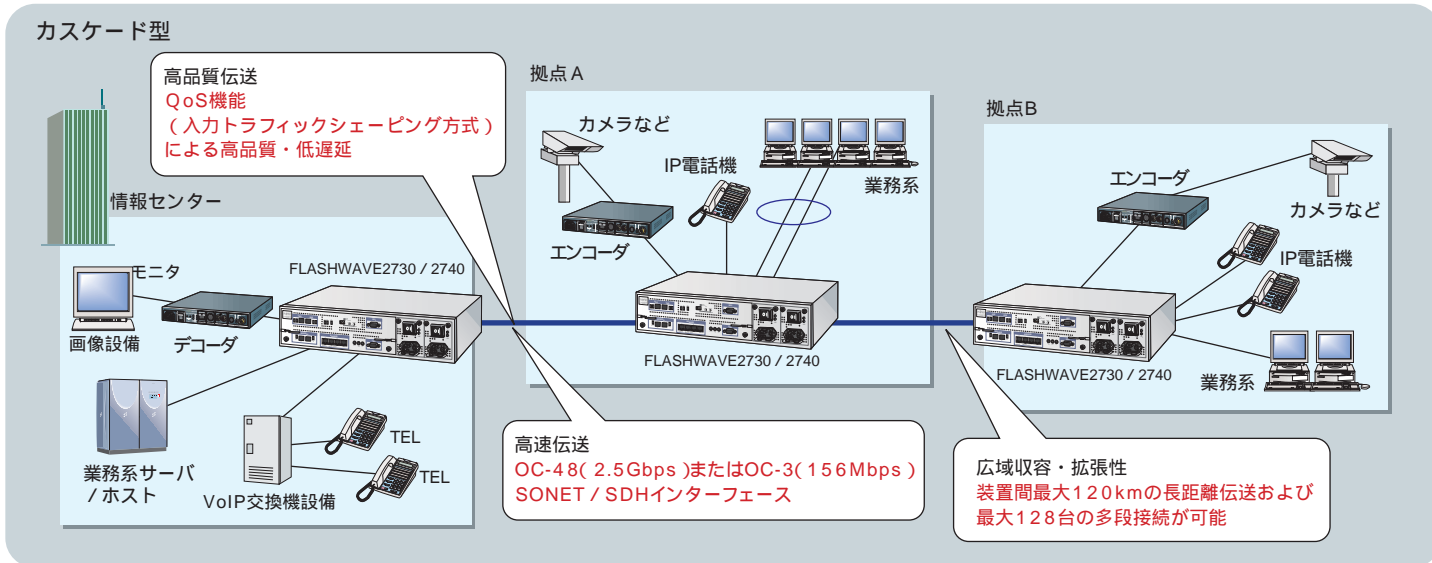 カスケード型
高品質伝送
QoS機能
(入力トラフィックシェーピング方式)
による高品質・低遅延
情報センター
モニタ
画像設備
デコーダ
FLASHWAVE2730 / 2740
業務系サーバ
/ ホスト
VoIP交換機設備
TEL
TEL
拠点A
カメラなど
エンコーダ
IP電話機
業務系
FLASHWAVE2730 / 2740
高速伝送
OC-48(2.5Gbps)またはOC-3(156Mbps)
SONET / SDHインターフェース
拠点B
エンコーダ
カメラなど
IP電話機
FLASHWAVE2730 / 2740
業務系
広域収容・拡張性
装置間最大120kmの長距離伝送および
最大128台の多段接続が可能